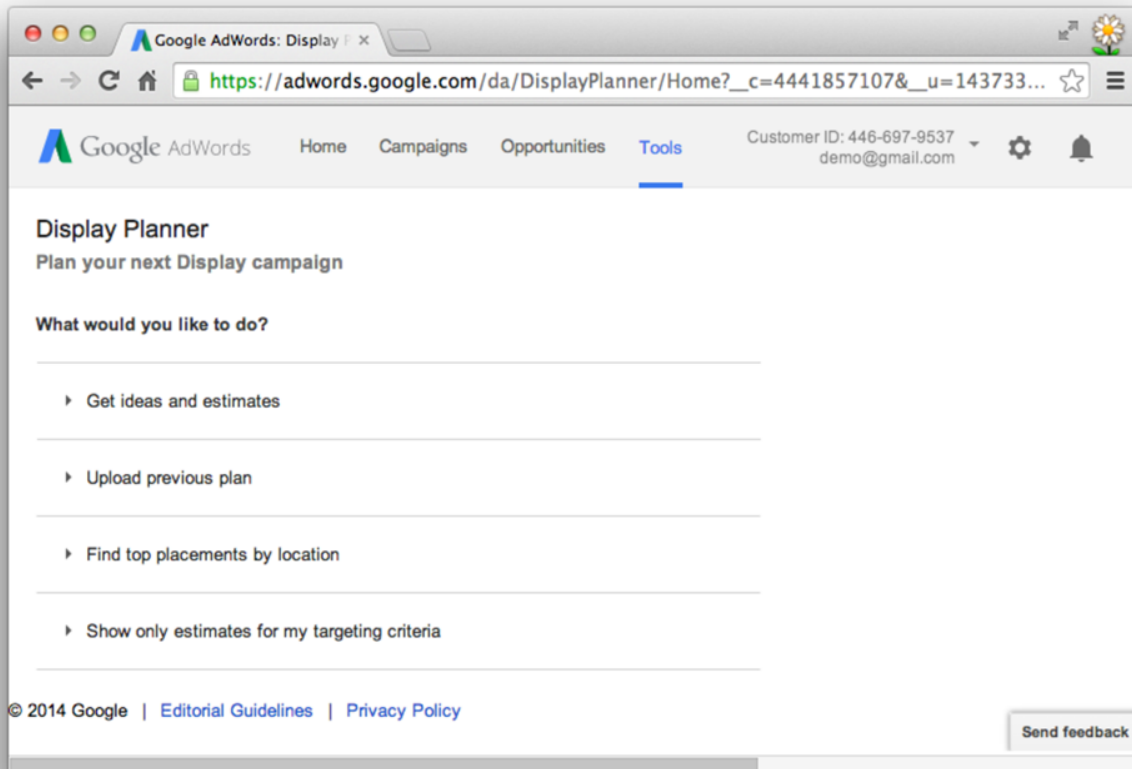 Google AdWords: Display P
https://adwords.google.com/da/DisplayPlanner/Home?__c=4441857107&__u=143733...
Google AdWords Home Campaigns Opportunities Tools
Customer ID: 446-697-9537
demo@gmail.com
Display Planner
Plan your next Display campaign
What would you like to do?
Get ideas and estimates
Upload previous plan
Find top placements by location
Show only estimates for my targeting criteria
© 2014 Google | Editorial Guidelines | Privacy Policy
Send feedback